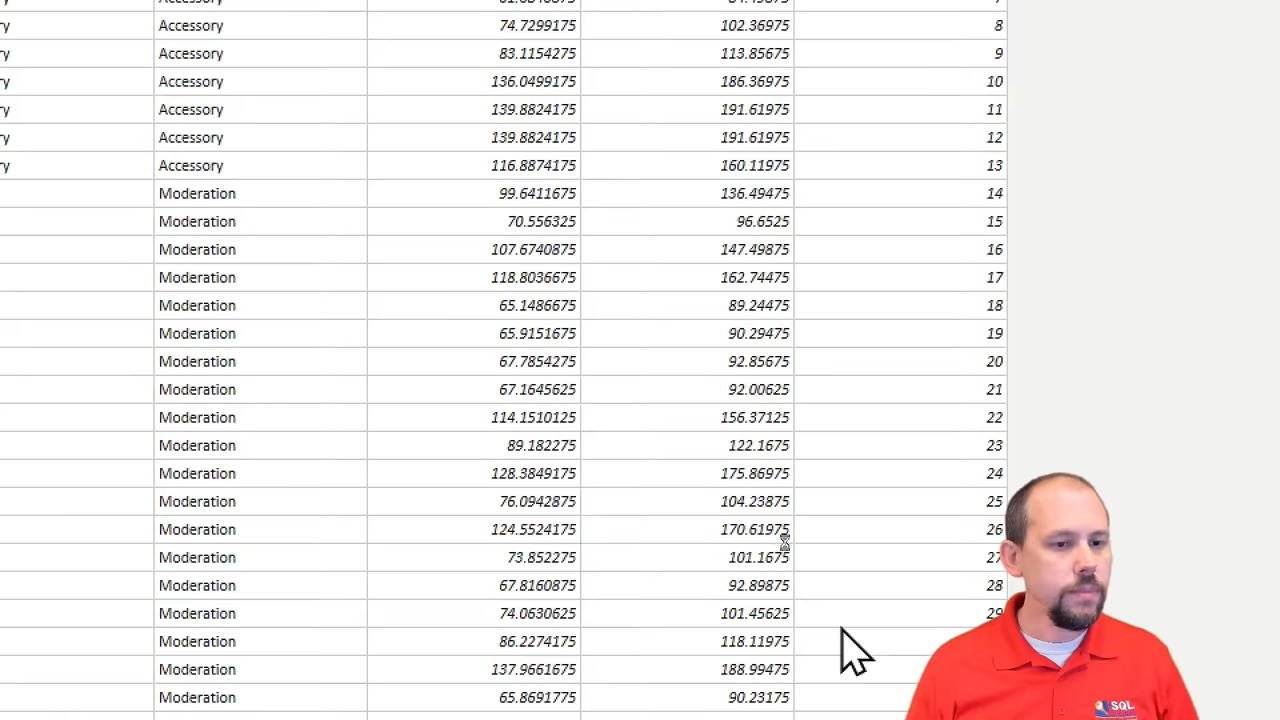 y Accessory 74.7299175 102.36975 8
y Accessory 83.1154275 113.85675 9
y Accessory 136.0499175 186.36975 10
y Accessory 139.8824175 191.61975 11
y Accessory 139.8824175 191.61975 12
y Accessory 116.8874175 160.11975 13
Moderation 99.6411675 136.49475 14
Moderation 70.556325 96.6525 15
Moderation 107.6740875 147.49875 16
Moderation 118.8036675 162.74475 17
Moderation 65.1486675 89.24475 18
Moderation 65.9151675 90.29475 19
Moderation 67.7854275 92.85675 20
Moderation 67.1645625 92.00625 21
Moderation 114.1510125 156.37125 22
Moderation 89.182275 122.1675 23
Moderation 128.3849175 175.86975 24
Moderation 76.0942875 104.23875 25
Moderation 124.5524175 170.61975 26
Moderation 73.852275 101.1675 27
Moderation 67.8160875 92.89875 28
Moderation 74.0630625 101.45625 29
Moderation 86.2274175 118.11975
Moderation 137.9661675 188.99475
Moderation 65.8691775 90.23175
SQL